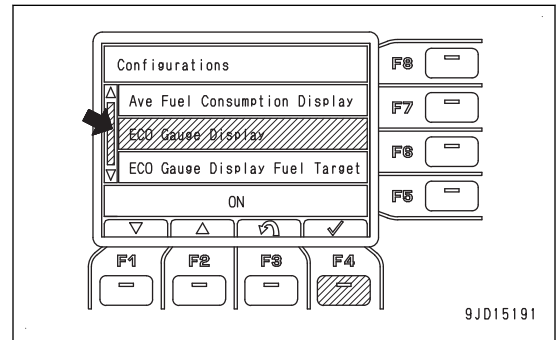 Configurations
Ave Fuel Consumption Display
ECO Gauge Display
ECO Gauge Display Fuel Target
ON
F8
F7
F6
F5
F1 F2 F3 F4
9JD15191